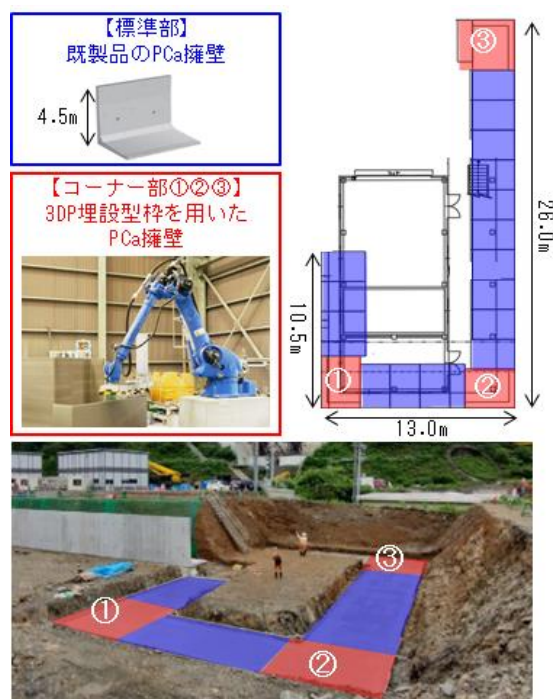 【標準部】
既製品のPCa擁壁
4.5m
【コーナー部①②③】
3DP埋設型枠を用いた
PCa擁壁
③
26.0m
10.5m
①
②
13.0m
③
①
②